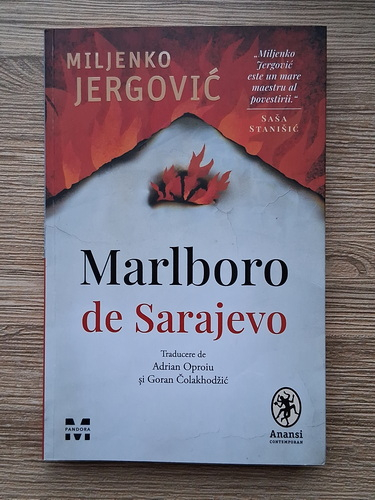 MILJENKO
JERGOVIĆ
„Miljenko
Jergović
este un mare
maestru al
povestirii.“
SAŠA
STANIŠIĆ
Marlboro
de Sarajevo
Traducere de
Adrian Oproiu
și Goran Čolakhodžić
M
PANDORA
Anansi
CONTEMPORAN